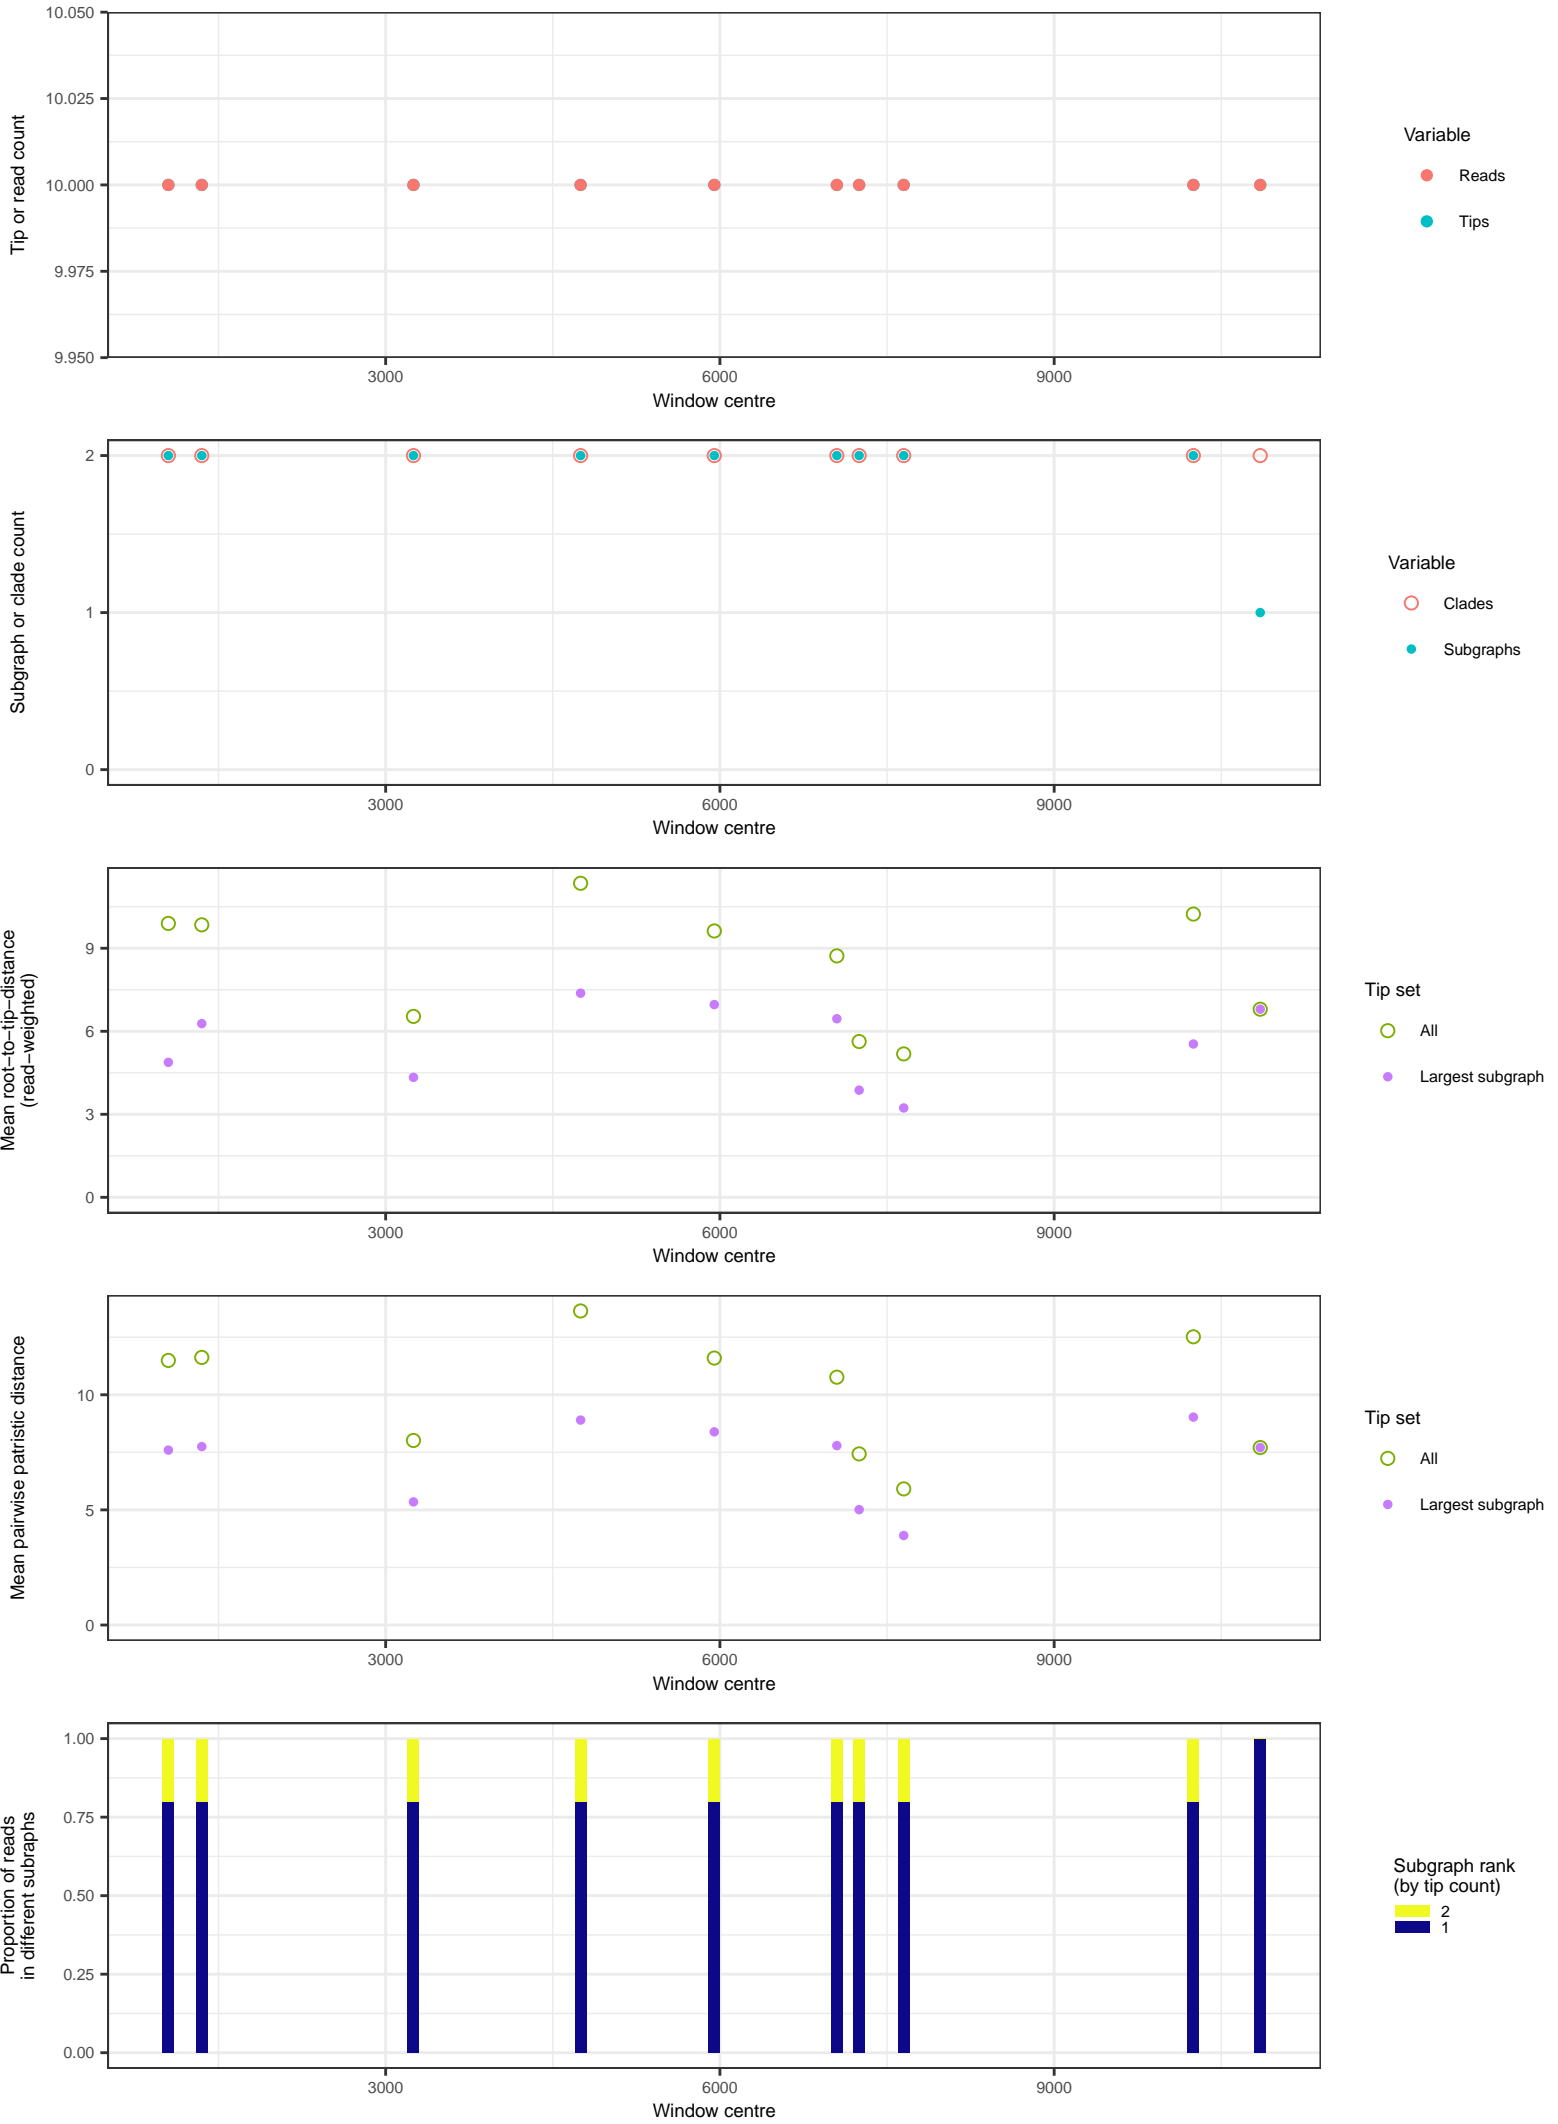 10.050
10.025
10.000
9.975
9.950
Tip or read count
3000 6000 9000
Window centre
Variable
Reads
Tips
2
1
0
Subgraph or clade count
3000 6000 9000
Window centre
Variable
Clades
Subgraphs
9
6
3
0
Mean root−to−tip−distance
(read−weighted)
3000 6000 9000
Window centre
Tip set
All
Largest subgraph
10
5
0
Mean pairwise patristic distance
3000 6000 9000
Window centre
Tip set
All
Largest subgraph
1.00
0.75
0.50
0.25
0.00
Proportion of reads
in different subraphs
3000 6000 9000
Window centre
Subgraph rank
(by tip count)
2
1